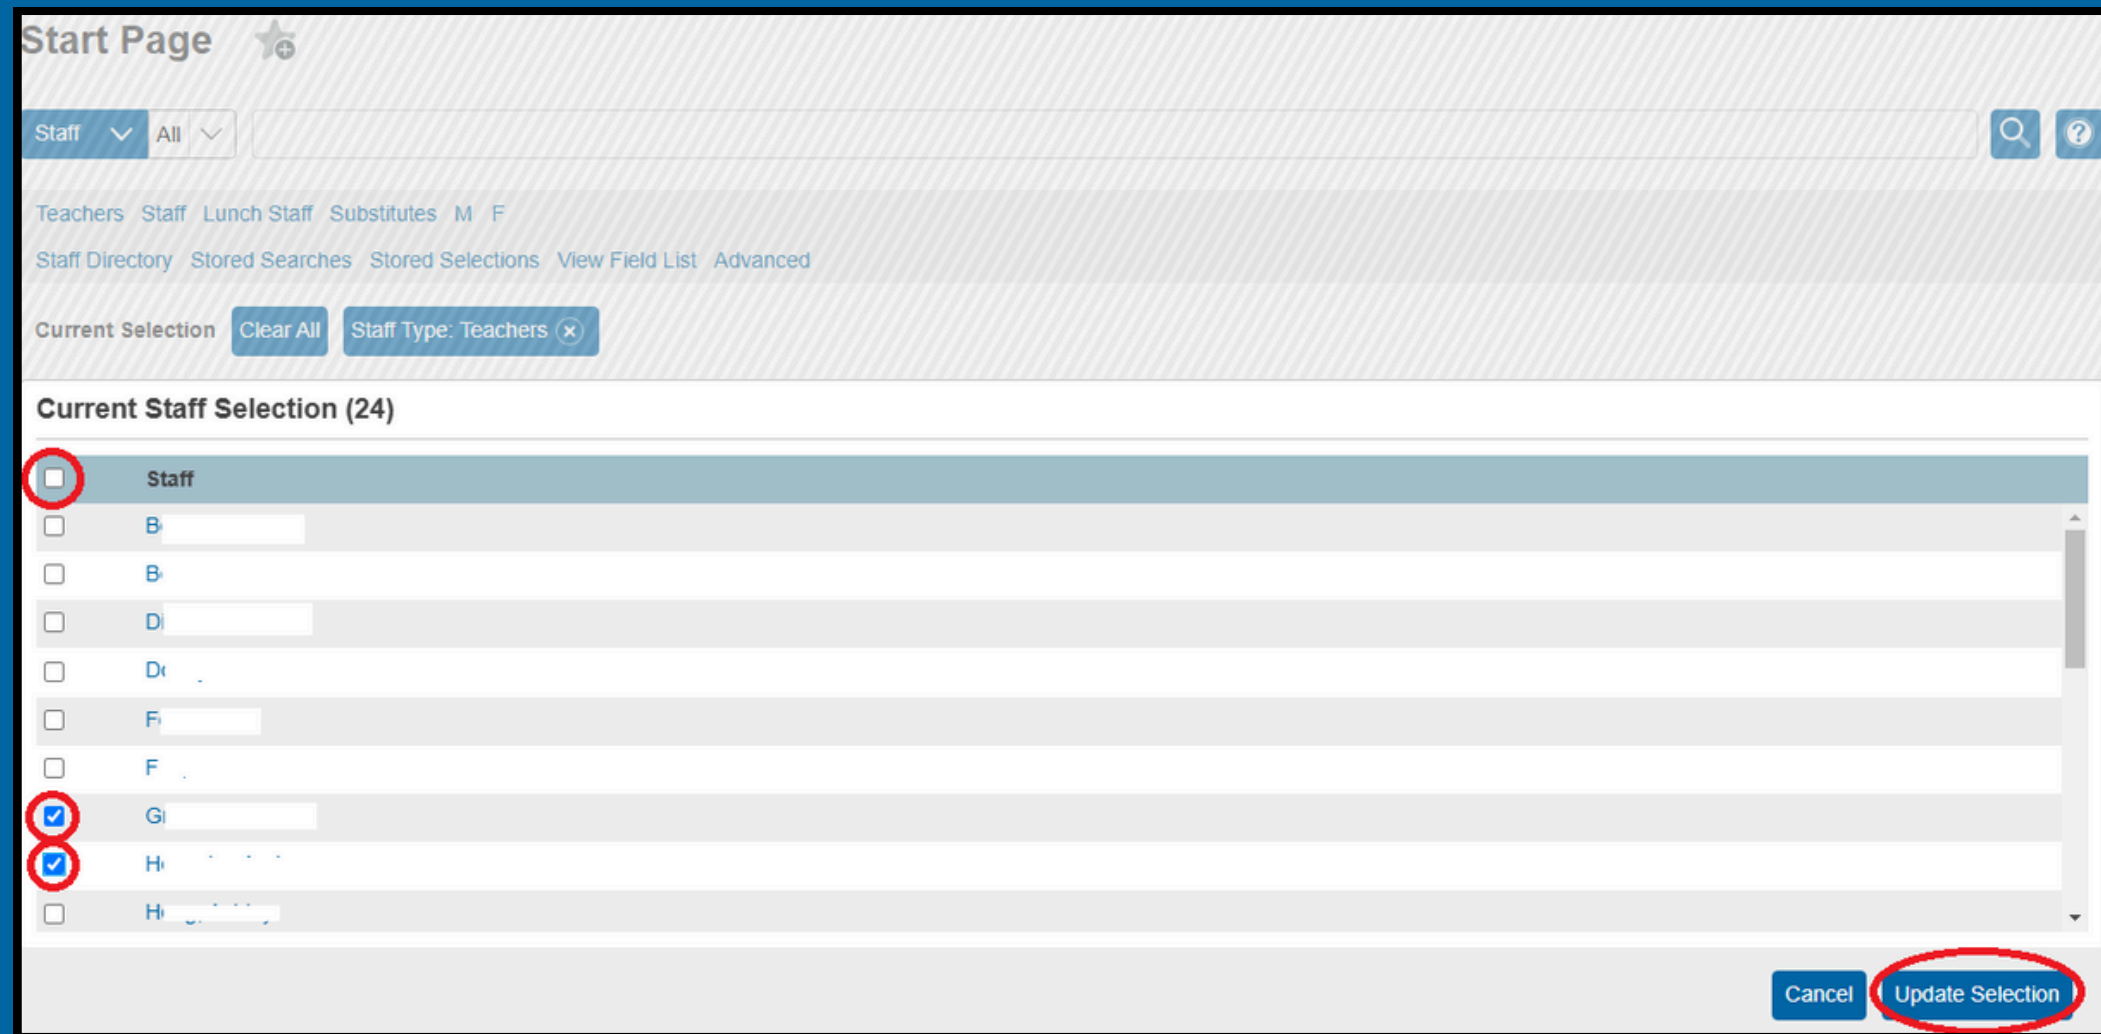 Start Page
Staff All
Teachers Staff Lunch Staff Substitutes M F
Staff Directory Stored Searches Stored Selections View Field List Advanced
Current Selection Clear All Staff Type: Teachers
Current Staff Selection (24)
Staff
Cancel Update Selection